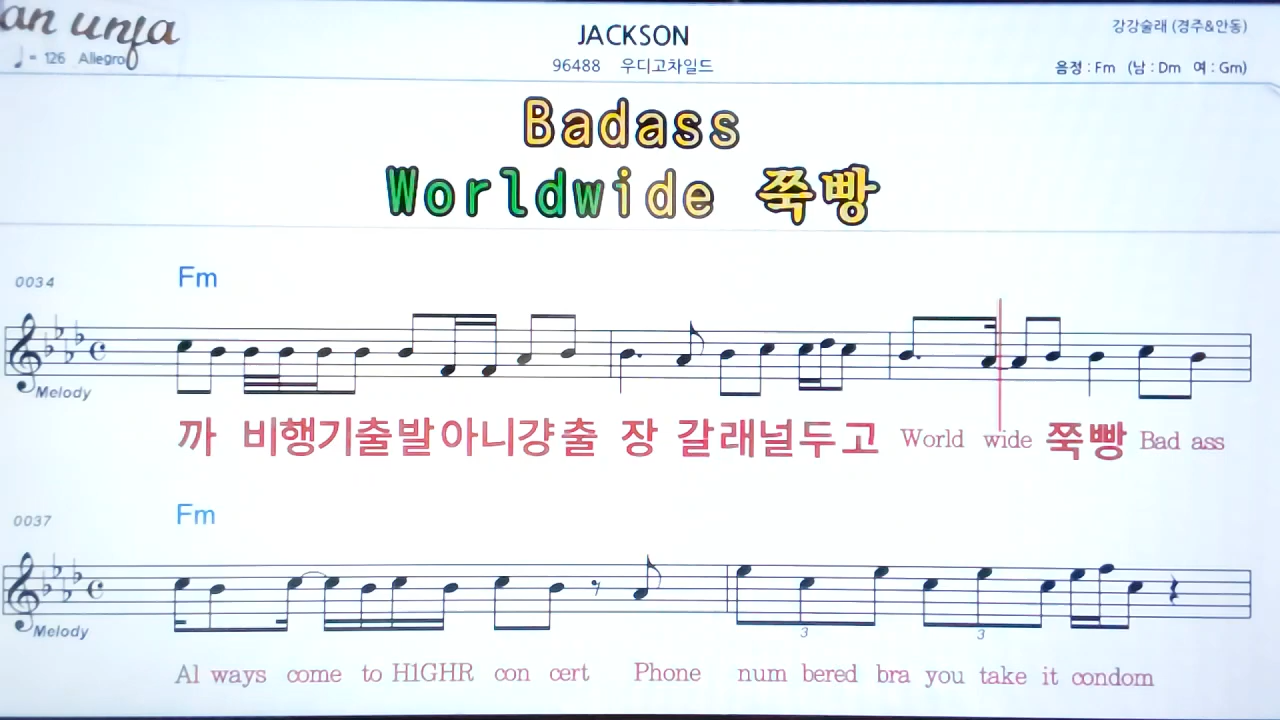 an unja
♩ = 126 Allegro
JACKSON
96488 우디고차일드
강강술래 (경주&안동)
음정 : Fm (남 : Dm 여 : Gm)
Badass
Worldwide 쭉빵
0034
Fm
Melody
까 비행기출발아니걍출 장 갈래널두고 World wide 쭉빵 Bad ass
0037
Fm
Melody
3
3
Al ways come to H1GHR con cert Phone num bered bra you take it condom